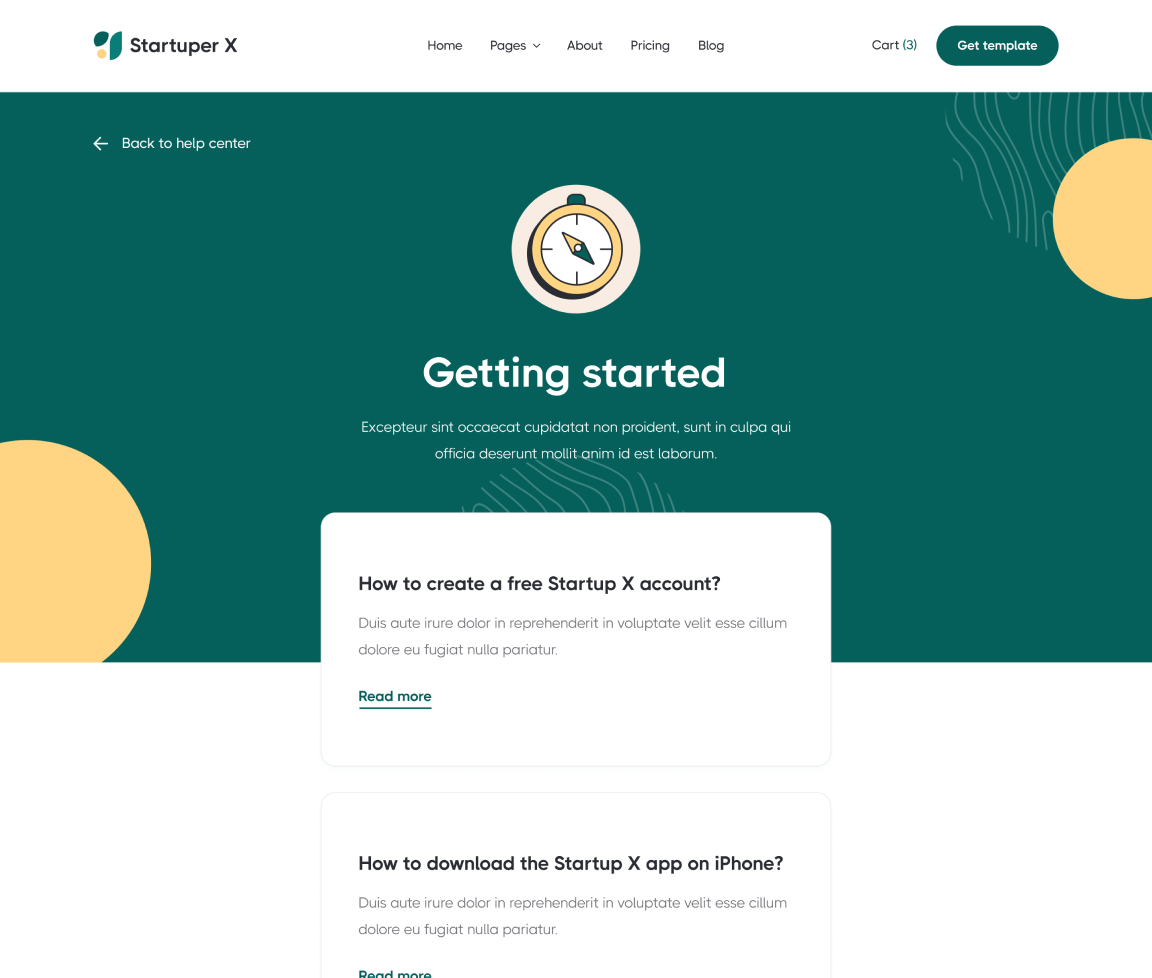 Startuper X
Home
Pages
About
Pricing
Blog
Cart (3)
Get template
Back to help center
Getting started
Excepteur sint occaecat cupidatat non proident, sunt in culpa qui
officia deserunt mollit anim id est laborum.
How to create a free Startup X account?
Duis aute irure dolor in reprehenderit in voluptate velit esse cillum
dolore eu fugiat nulla pariatur.
Read more
How to download the Startup X app on iPhone?
Duis aute irure dolor in reprehenderit in voluptate velit esse cillum
dolore eu fugiat nulla pariatur.
Read more